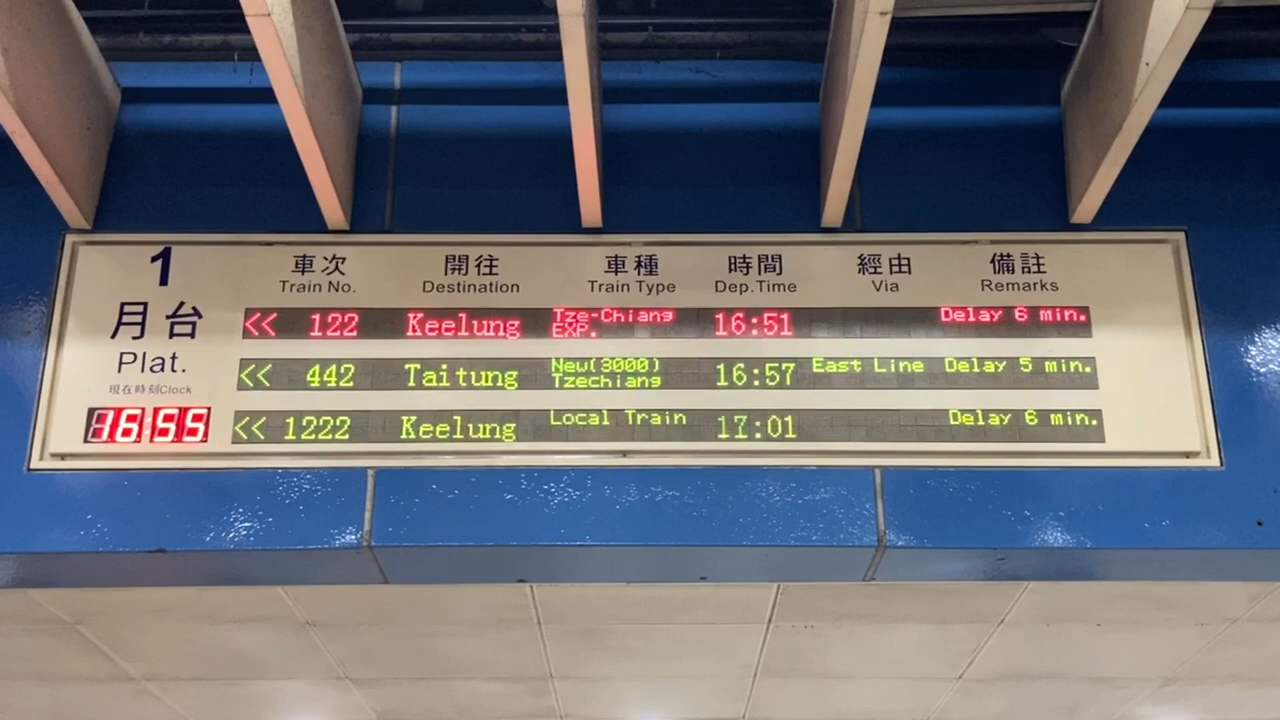 1
月台
Plat.
現在時刻Clock
16:55
車次 開往 車種 時間 經由 備註
Train No. Destination Train Type Dep.Time Via Remarks
<< 122 Keelung Tze-Chiang EXP. 16:51 Delay 6 min.
<< 442 Taitung New(3000) Tzechiang 16:57 East Line Delay 5 min.
<< 1222 Keelung Local Train 17:01 Delay 6 min.